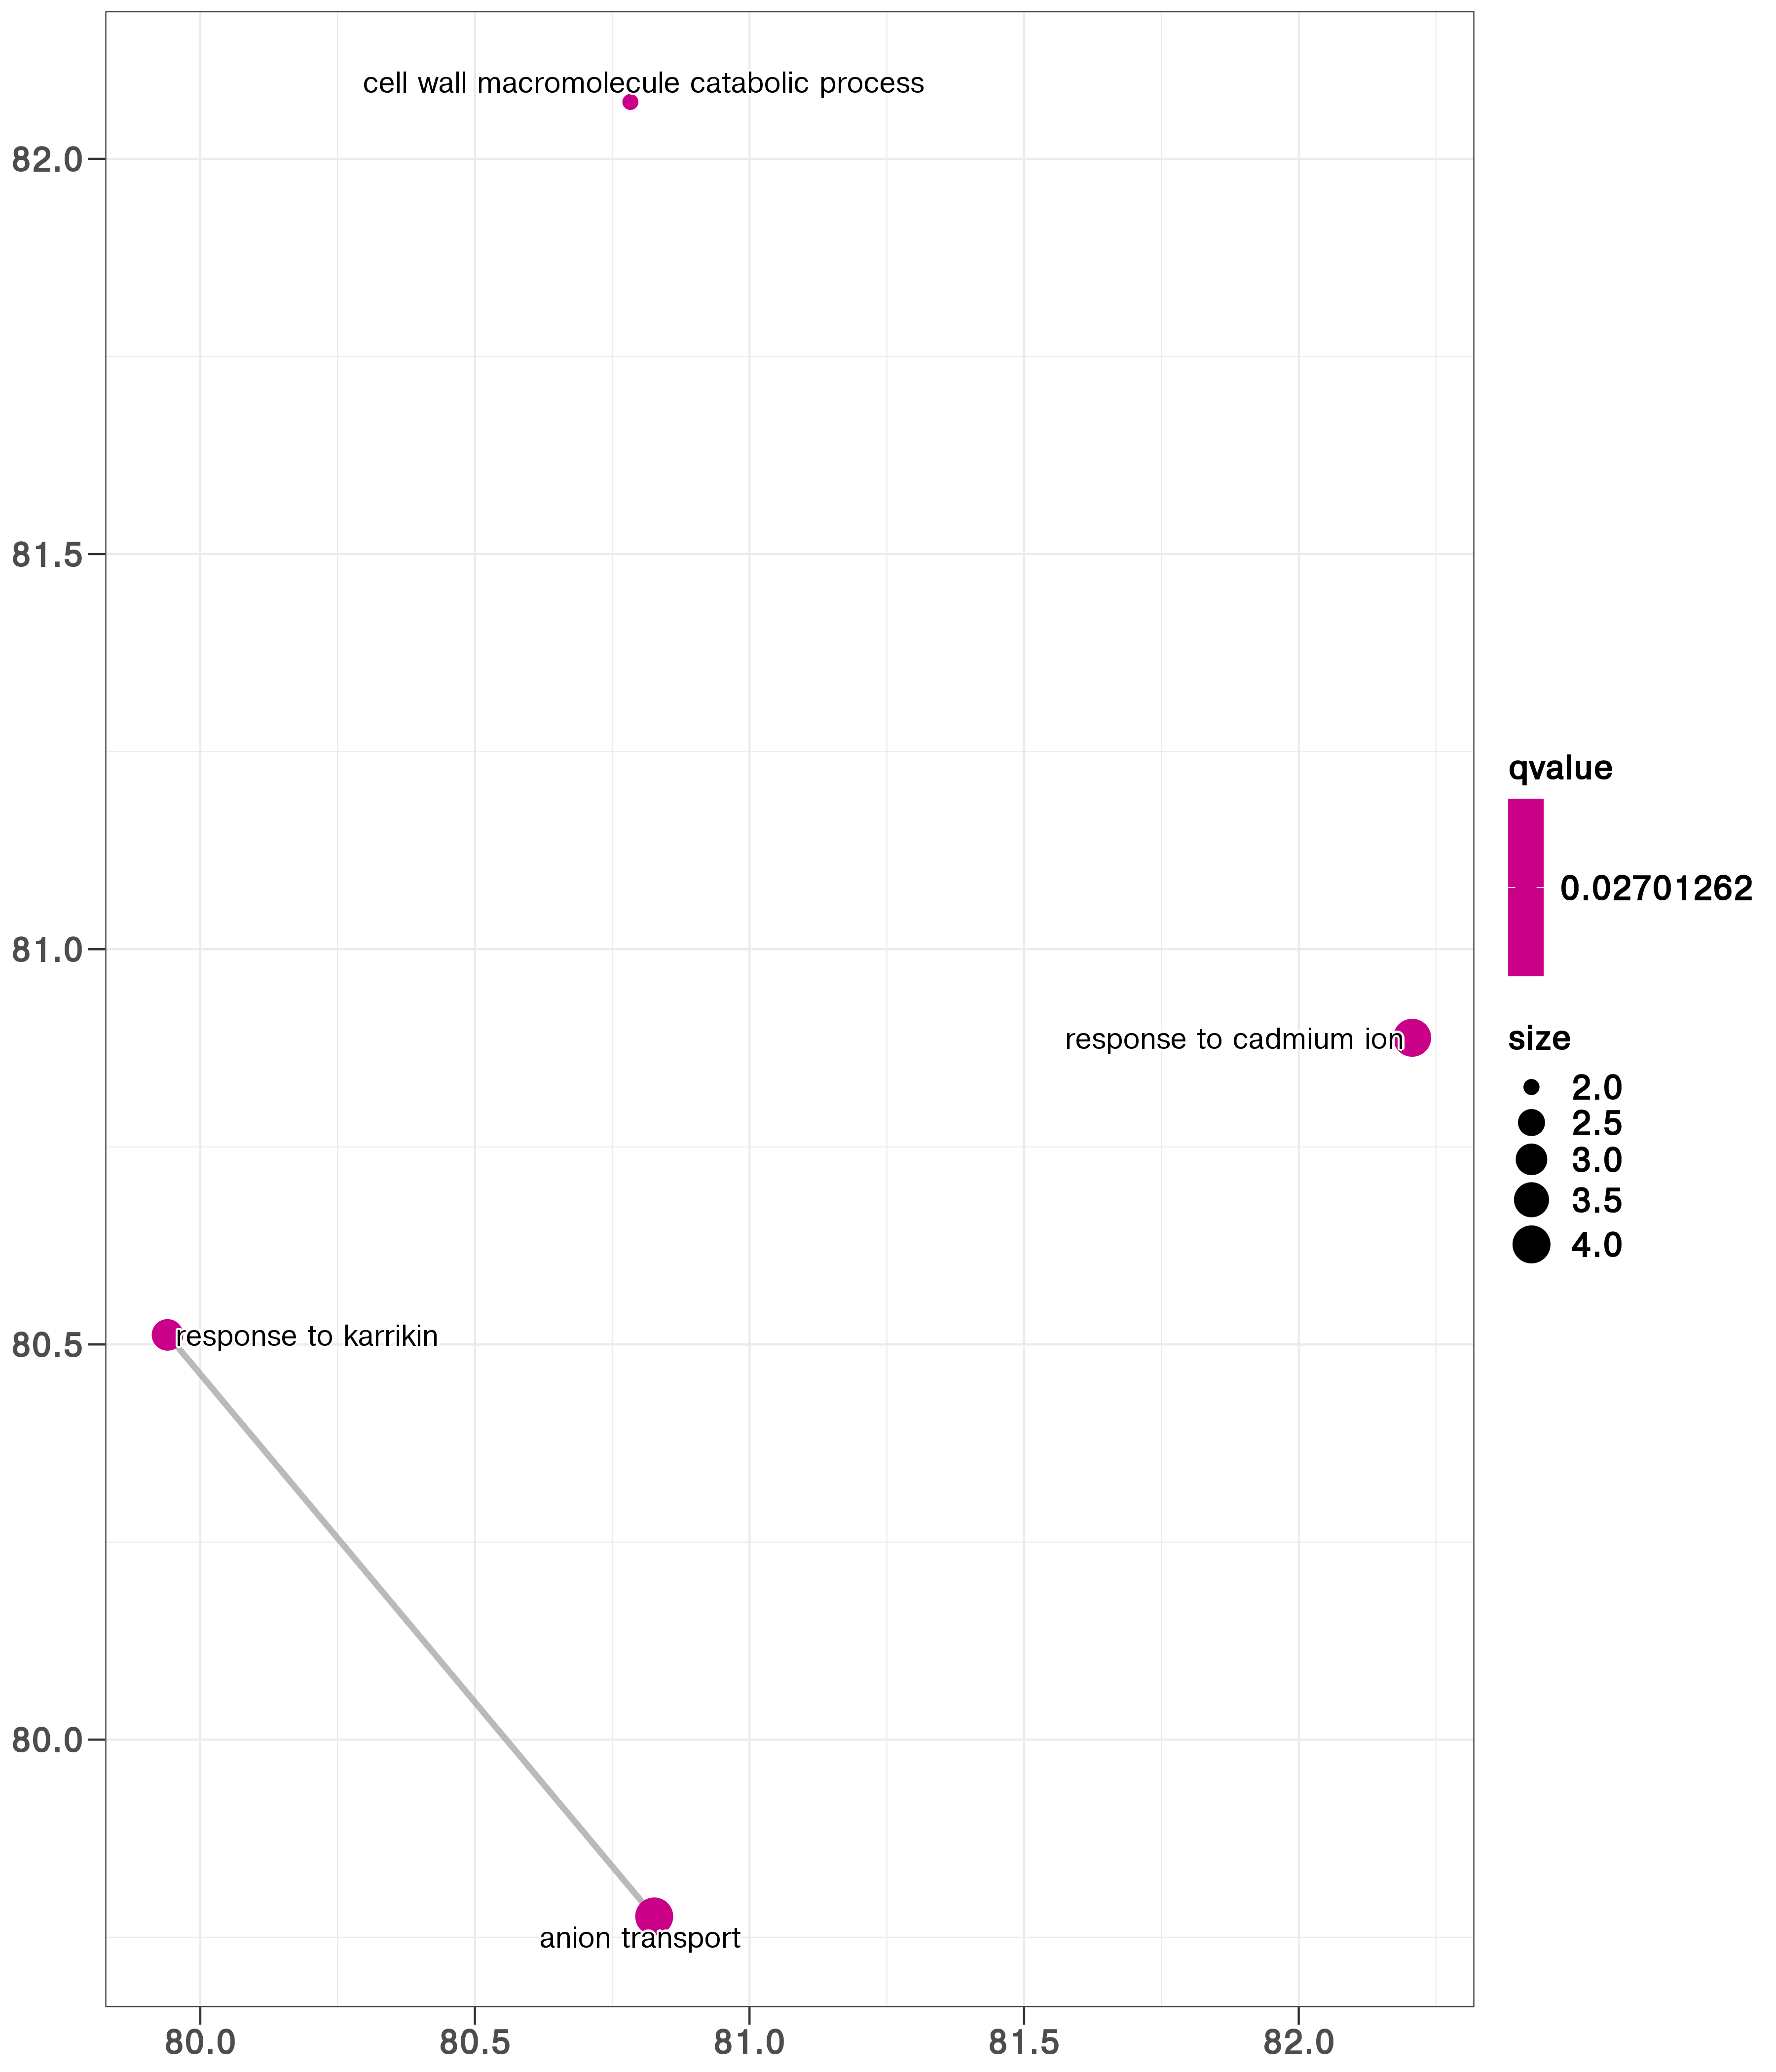 cell wall macromolecule catabolic process
82.0
81.5
81.0
80.5
80.0
response to cadmium ion
response to karrikin
anion transport
80.0 80.5 81.0 81.5 82.0
qvalue
0.02701262
size
2.0
2.5
3.0
3.5
4.0